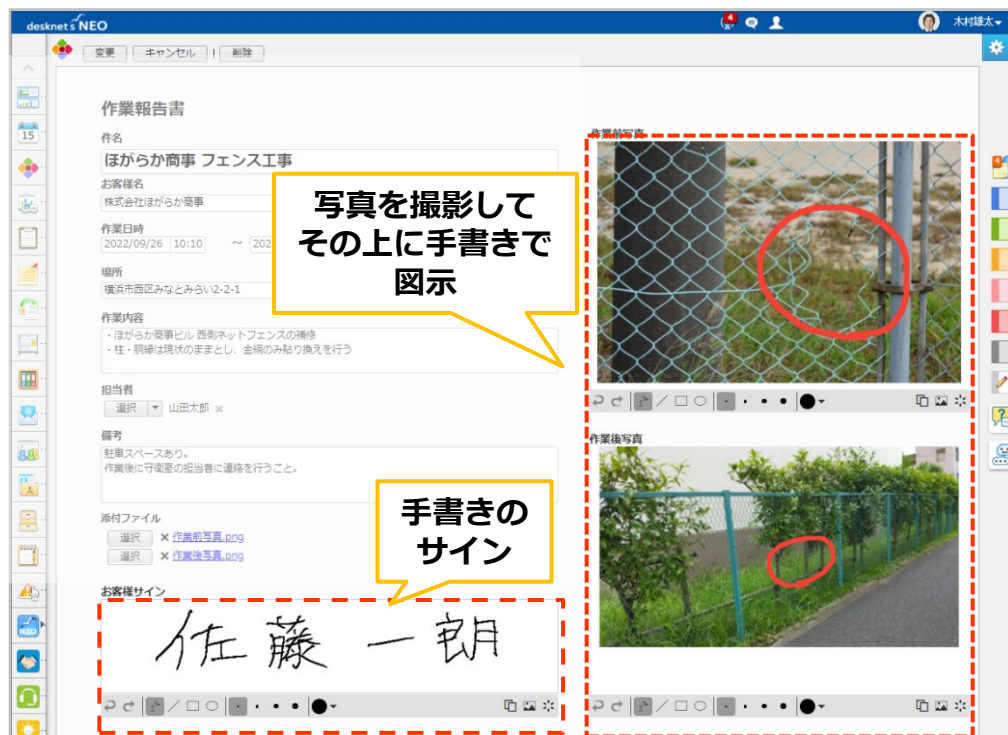 desknet's NEO
木村雄太
変更 キャンセル | 削除
15
作業報告書
件名
ほがらか商事 フェンス工事
お客様名
株式会社ほがらか商事
作業日時
2022/09/26 10:10 ~ 202
場所
横浜市西区みなとみらい2-2-1
作業内容
・ほがらか商事ビル 西側ネットフェンスの補修
・柱・胴縁は現状のままとし、金網のみ貼り換えを行う
担当者
選択 山田太郎
備考
駐車スペースあり。
作業後に守衛室の担当者に連絡を行うこと。
添付ファイル
選択 作業前写真.png
選択 作業後写真.png
お客様サイン
佐藤一朗
写真を撮影して
その上に手書きで
図示
手書きの
サイン
作業前写真
作業後写真
NEO